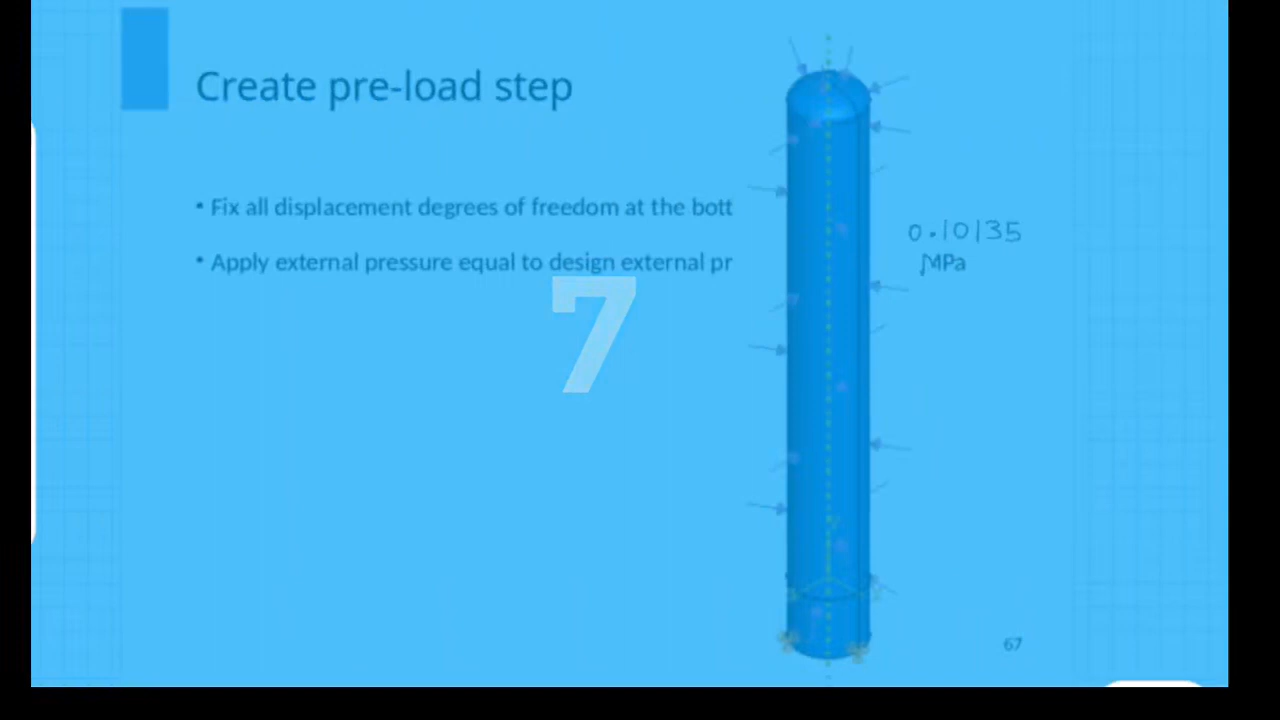 Create pre-load step
• Fix all displacement degrees of freedom at the bott
• Apply external pressure equal to design external pr
7
0.10135
MPa
67